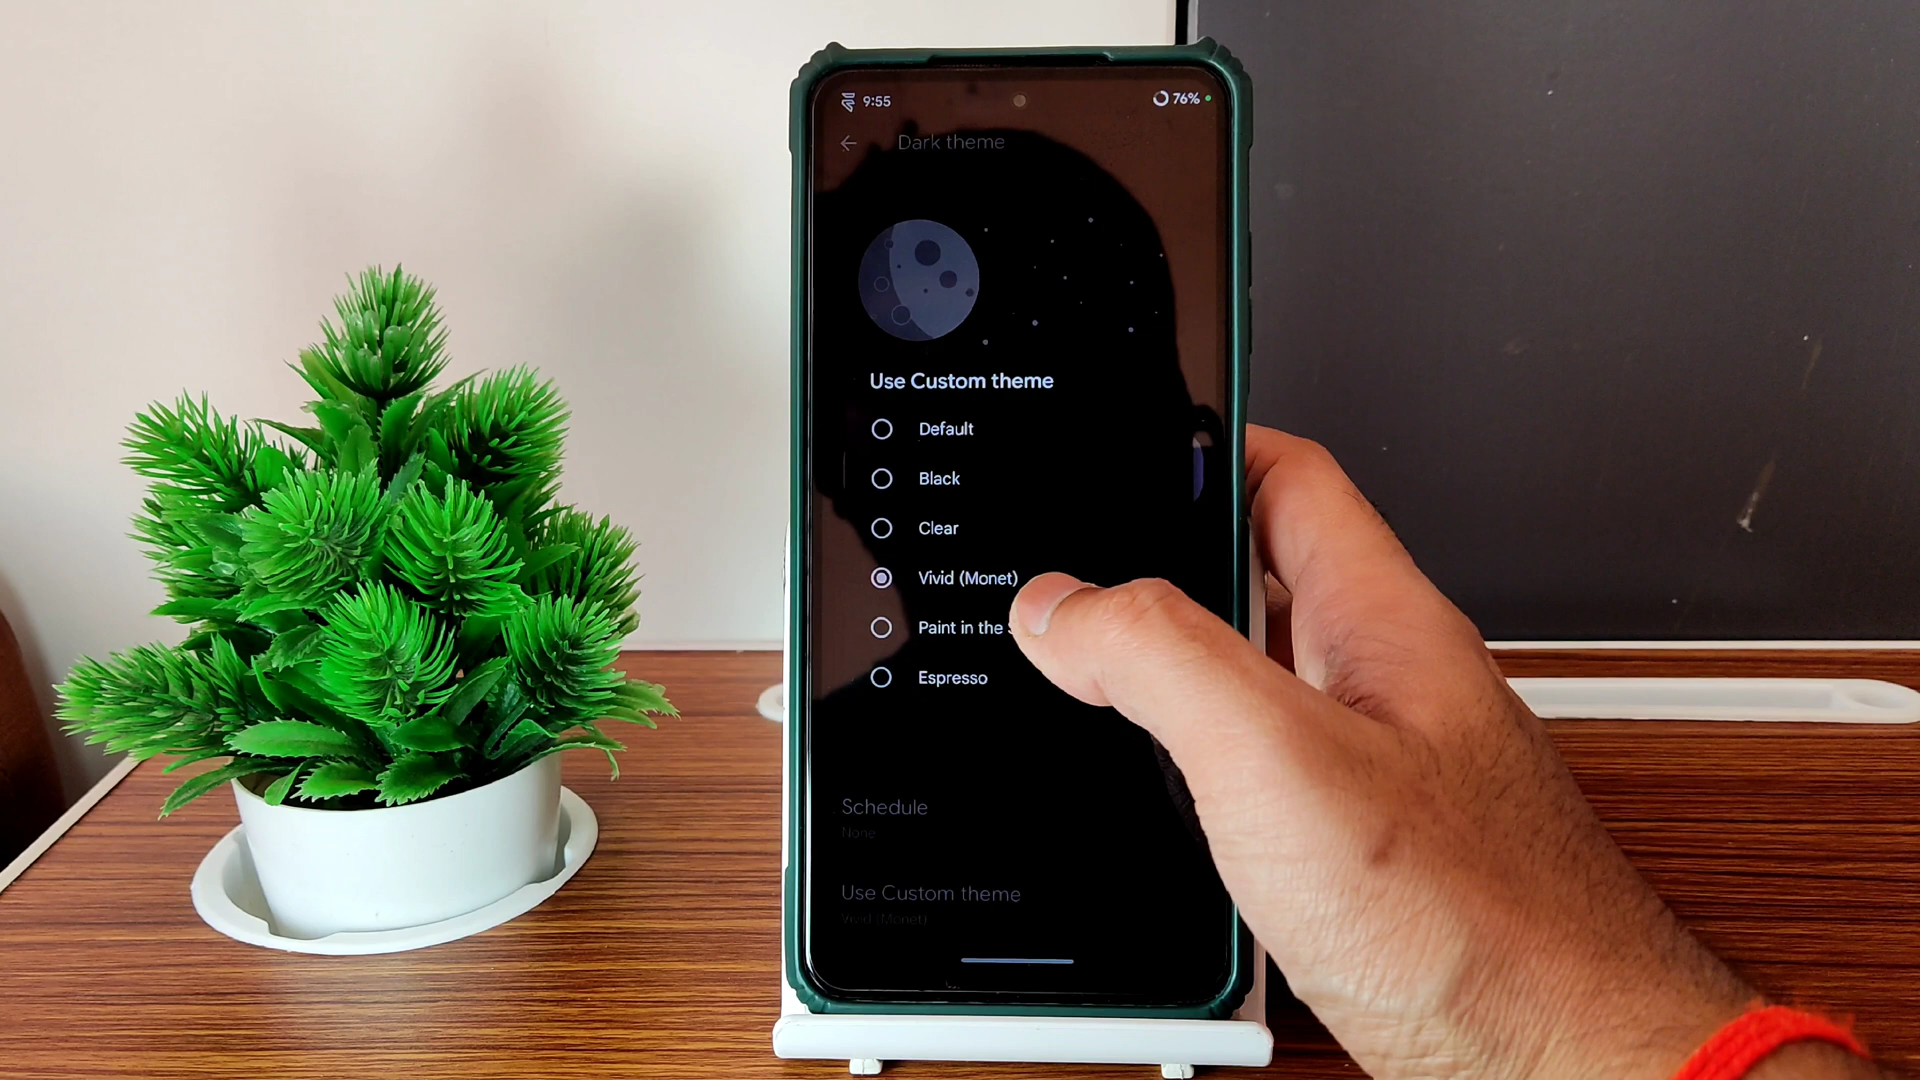 9:55
76%
Dark theme
Use Custom theme
Default
Black
Clear
Vivid (Monet)
Paint in the
Espresso
Schedule
None
Use Custom theme
Vivid (Monet)